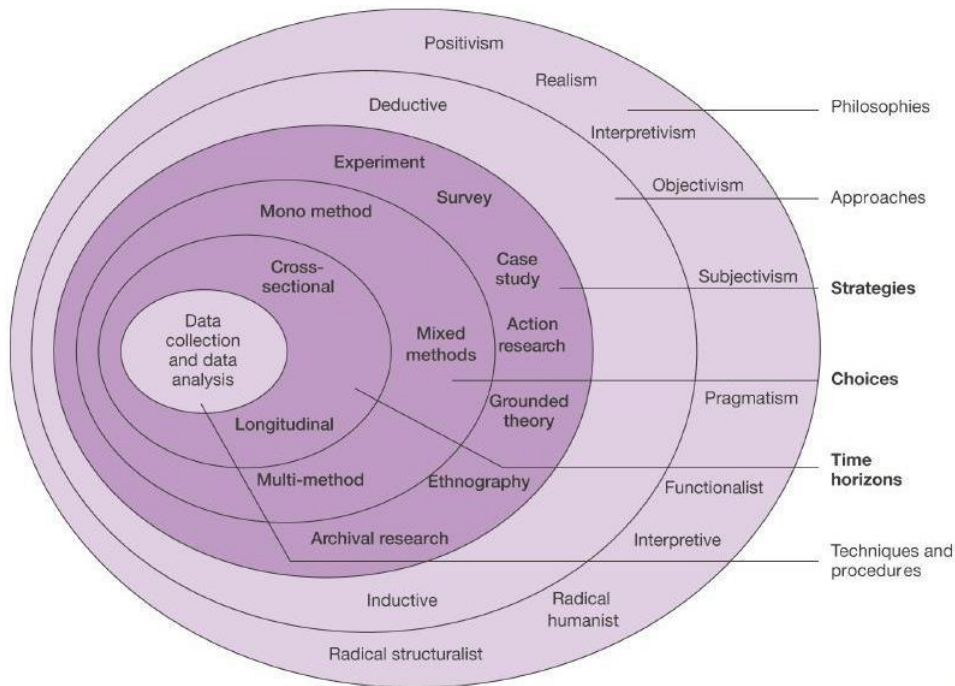 Positivism
Realism
Philosophies
Deductive
Interpretivism
Experiment
Objectivism
Survey
Approaches
Mono method
Case
study
Cross-
sectional
Subjectivism
Strategies
Data
collection
and data
analysis
Mixed
methods
Action
research
Choices
Pragmatism
Grounded
theory
Longitudinal
Time
horizons
Multi-method
Ethnography
Functionalist
Archival research
Interpretive
Techniques and
procedures
Inductive
Radical
humanist
Radical structuralist